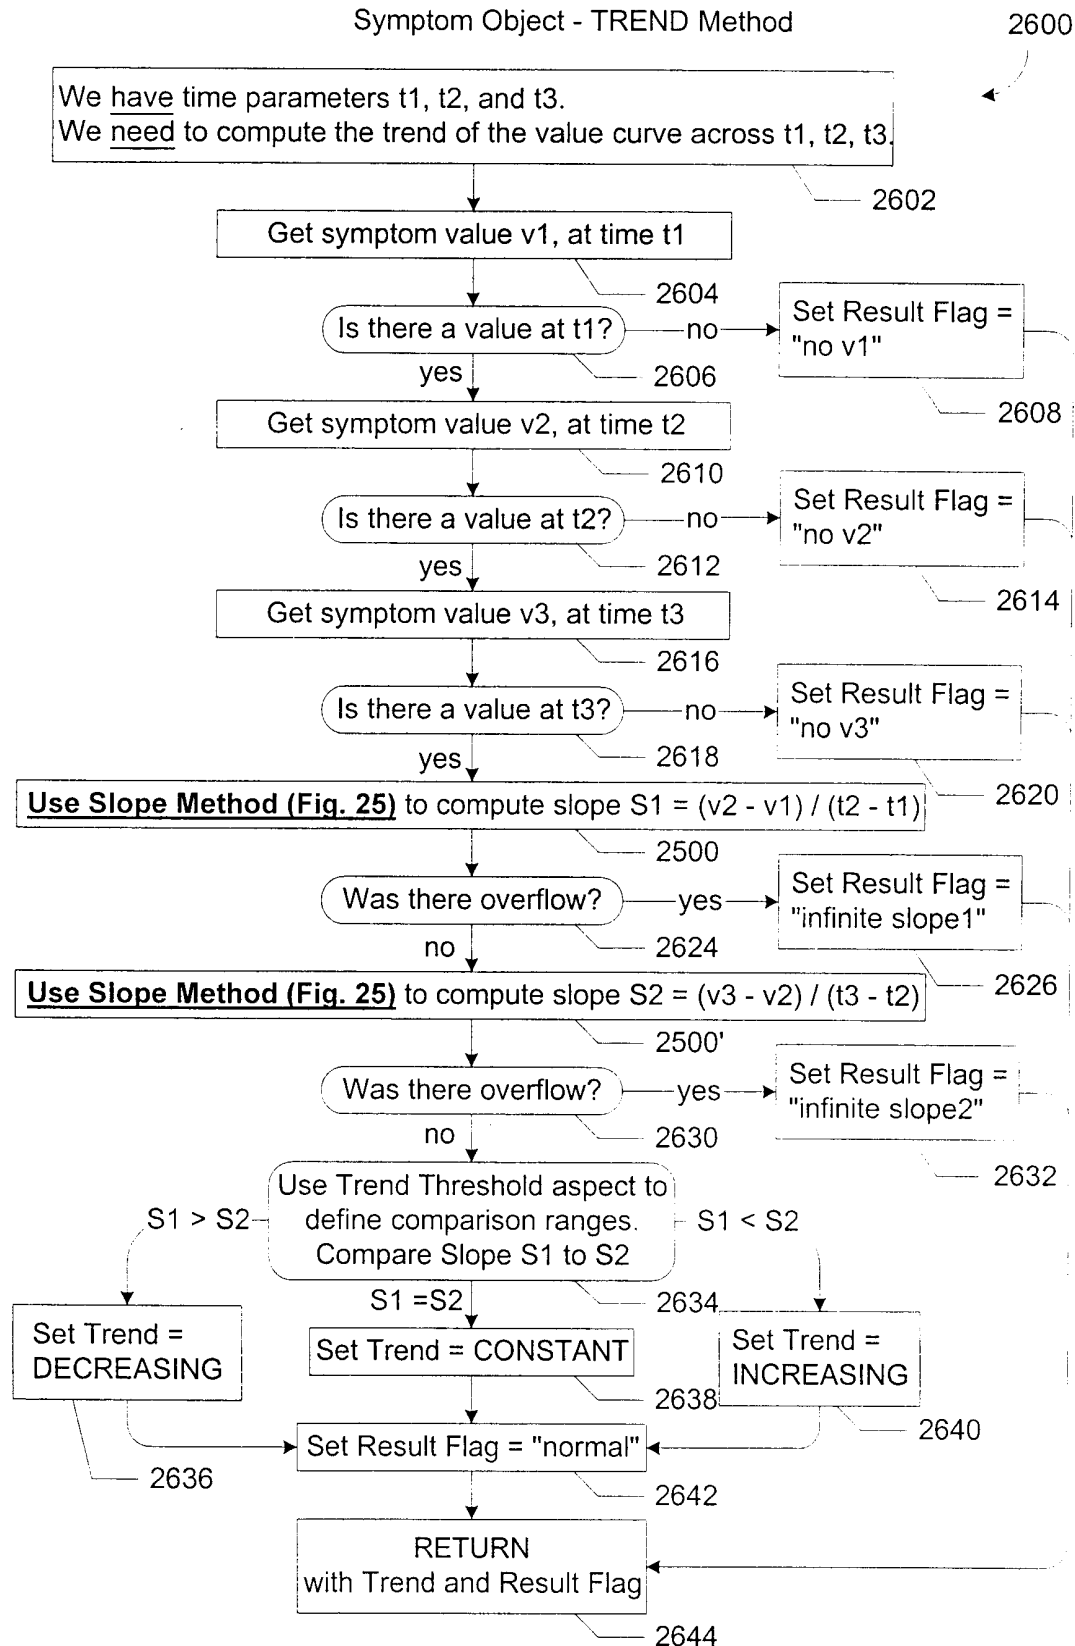 Symptom Object - TREND Method
2600
We have time parameters t1, t2, and t3.
We need to compute the trend of the value curve across t1, t2, t3.
2602
Get symptom value v1, at time t1
2604
Is there a value at t1?
no
Set Result Flag =
"no v1"
2606
yes
2608
Get symptom value v2, at time t2
2610
Is there a value at t2?
no
Set Result Flag =
"no v2"
2612
yes
2614
Get symptom value v3, at time t3
2616
Is there a value at t3?
no
Set Result Flag =
"no v3"
2618
yes
2620
Use Slope Method (Fig. 25) to compute slope S1 = (v2 - v1) / (t2 - t1)
2500
Was there overflow?
yes
Set Result Flag =
"infinite slope1"
2624
no
2626
Use Slope Method (Fig. 25) to compute slope S2 = (v3 - v2) / (t3 - t2)
2500'
Was there overflow?
yes
Set Result Flag =
"infinite slope2"
2630
no
2632
Use Trend Threshold aspect to
define comparison ranges.
Compare Slope S1 to S2
S1 > S2
S1 < S2
S1 =S2
2634
Set Trend =
DECREASING
Set Trend = CONSTANT
Set Trend =
INCREASING
2638
2640
2636
Set Result Flag = "normal"
2642
RETURN
with Trend and Result Flag
2644